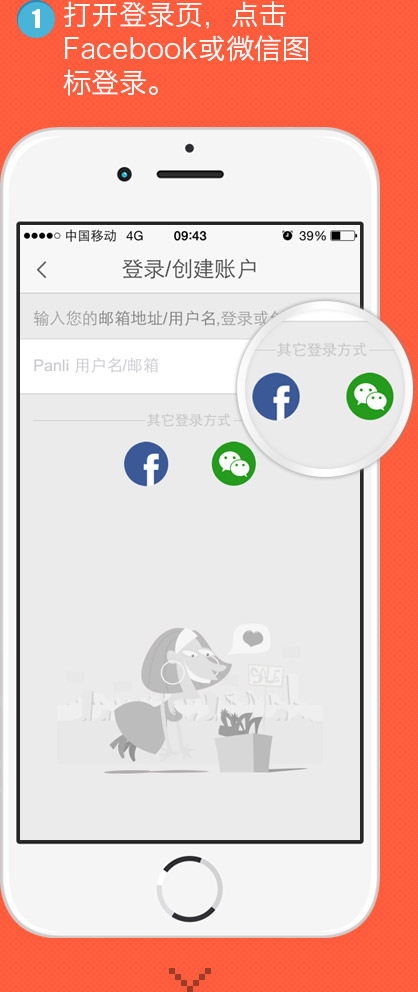 1 打开登录页，点击
Facebook或微信图
标登录。
中国移动 4G 09:43 39%
登录/创建账户
输入您的邮箱地址/用户名,登录或
Panli 用户名/邮箱
其它登录方式
其它登录方式
SALE